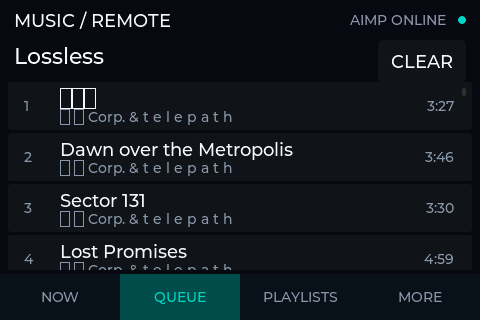 MUSIC / REMOTE
AIMP ONLINE
Lossless
CLEAR
1
3:27
Corp. & t e l e p a t h
2
Dawn over the Metropolis
3:46
Corp. & t e l e p a t h
3
Sector 131
3:30
Corp. & t e l e p a t h
4
Lost Promises
4:59
Corp. & t e l e p a t h
NOW
QUEUE
PLAYLISTS
MORE